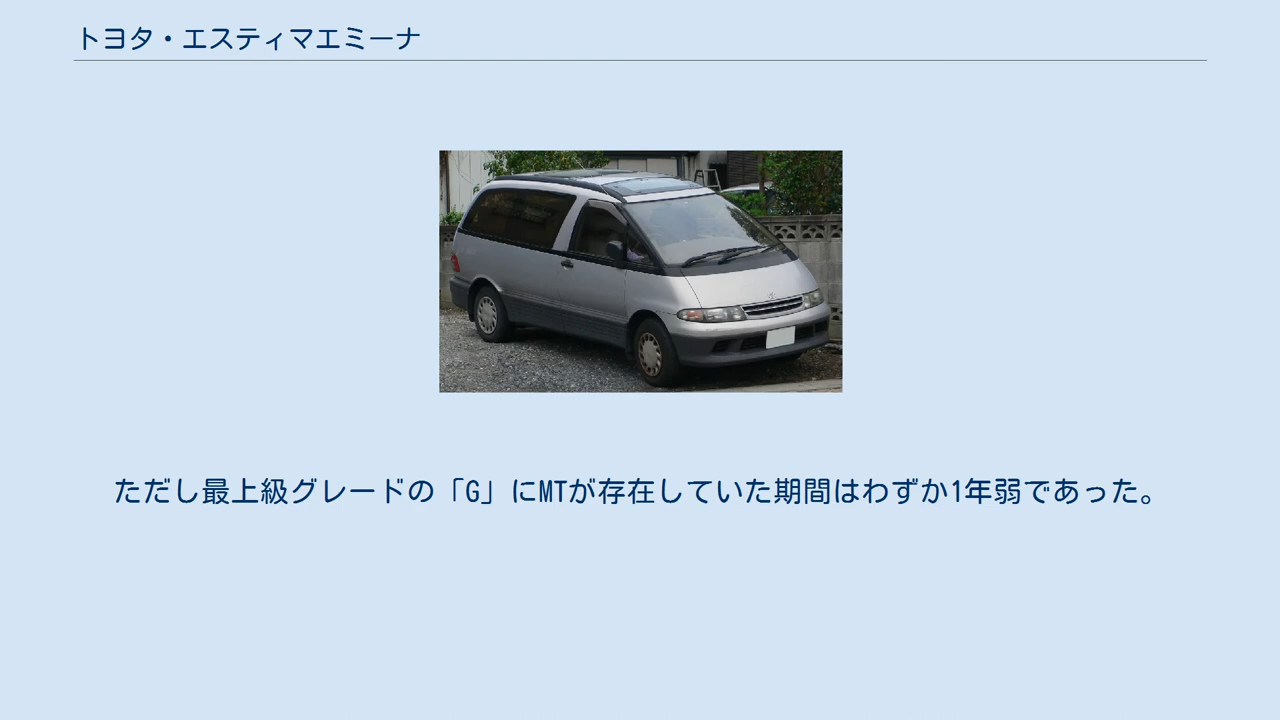 トヨタ・エスティマエミーナ
ただし最上級グレードの「G」にMTが存在していた期間はわずか1年弱であった。